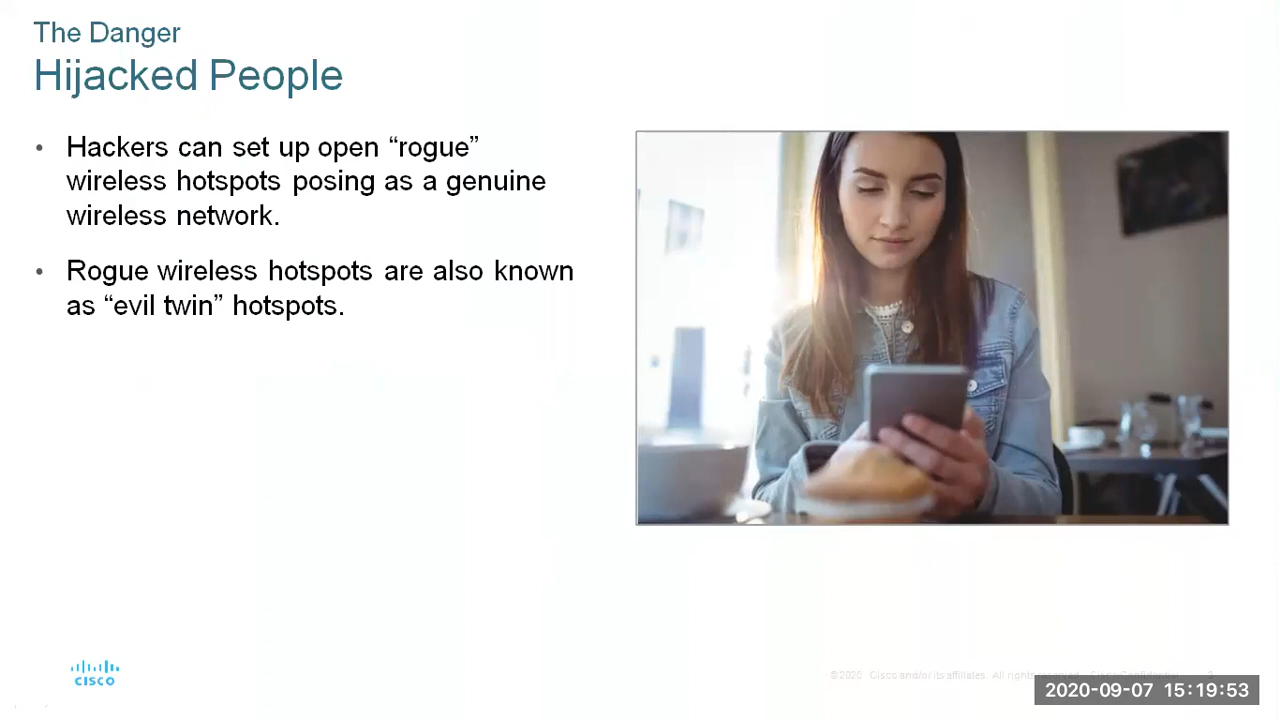 The Danger
Hijacked People
• Hackers can set up open “rogue”
wireless hotspots posing as a genuine
wireless network.
• Rogue wireless hotspots are also known
as “evil twin” hotspots.
CISCO
© 2020 Cisco and/or its affiliates. All rights reserved. Cisco Confidential
2020-09-07 15:19:53